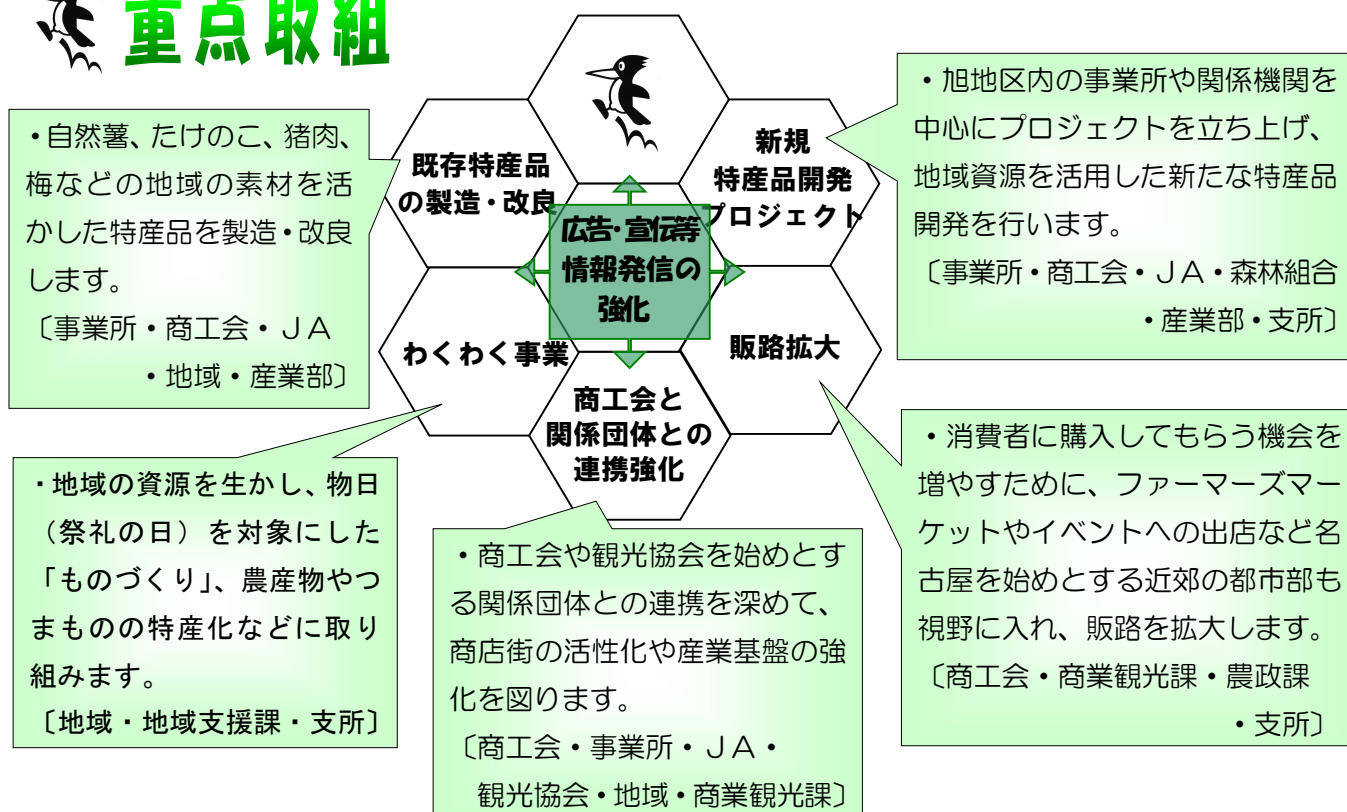 重点取組
既存特産品
の製造・改良
新規
特産品開発
プロジェクト
広告・宣伝等
情報発信の
強化
わくわく事業
販路拡大
商工会と
関係団体との
連携強化
・自然薯、たけのこ、猪肉、
梅などの地域の素材を活
かした特産品を製造・改良
します。
〔事業所・商工会・ＪＡ
・地域・産業部〕
・旭地区内の事業所や関係機関を
中心にプロジェクトを立ち上げ、
地域資源を活用した新たな特産品
開発を行います。
〔事業所・商工会・ＪＡ・森林組合
・産業部・支所〕
・地域の資源を生かし、物日
（祭礼の日）を対象にした
「ものづくり」、農産物やつ
まものの特産化などに取り
組みます。
〔地域・地域支援課・支所〕
・商工会や観光協会を始めとす
る関係団体との連携を深めて、
商店街の活性化や産業基盤の強
化を図ります。
〔商工会・事業所・ＪＡ・
観光協会・地域・商業観光課〕
・消費者に購入してもらう機会を
増やすために、ファーマーズマー
ケットやイベントへの出店など名
古屋を始めとする近郊の都市部も
視野に入れ、販路を拡大します。
〔商工会・商業観光課・農政課
・支所〕